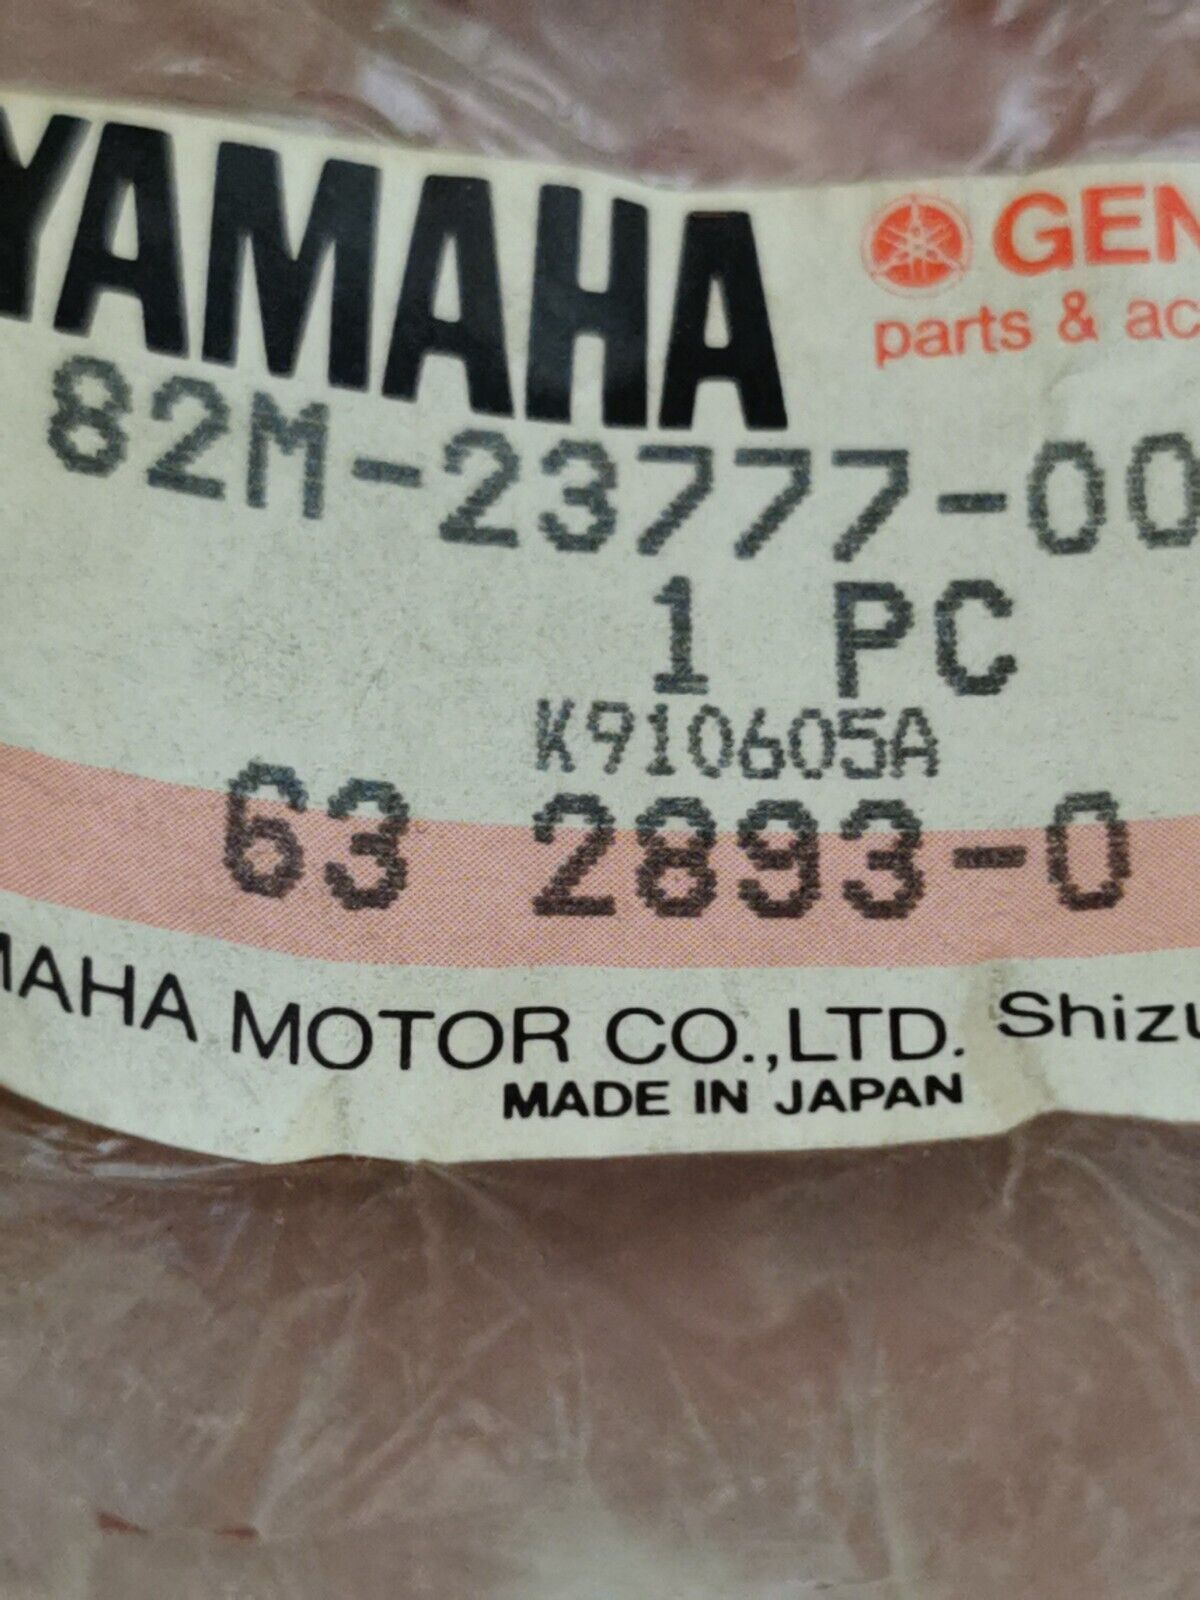 YAMAHA
GEN
parts & ac
82M-23777-00
1 PC
K910605A
63 2893-0
MAHA MOTOR CO.,LTD. Shizu
MADE IN JAPAN